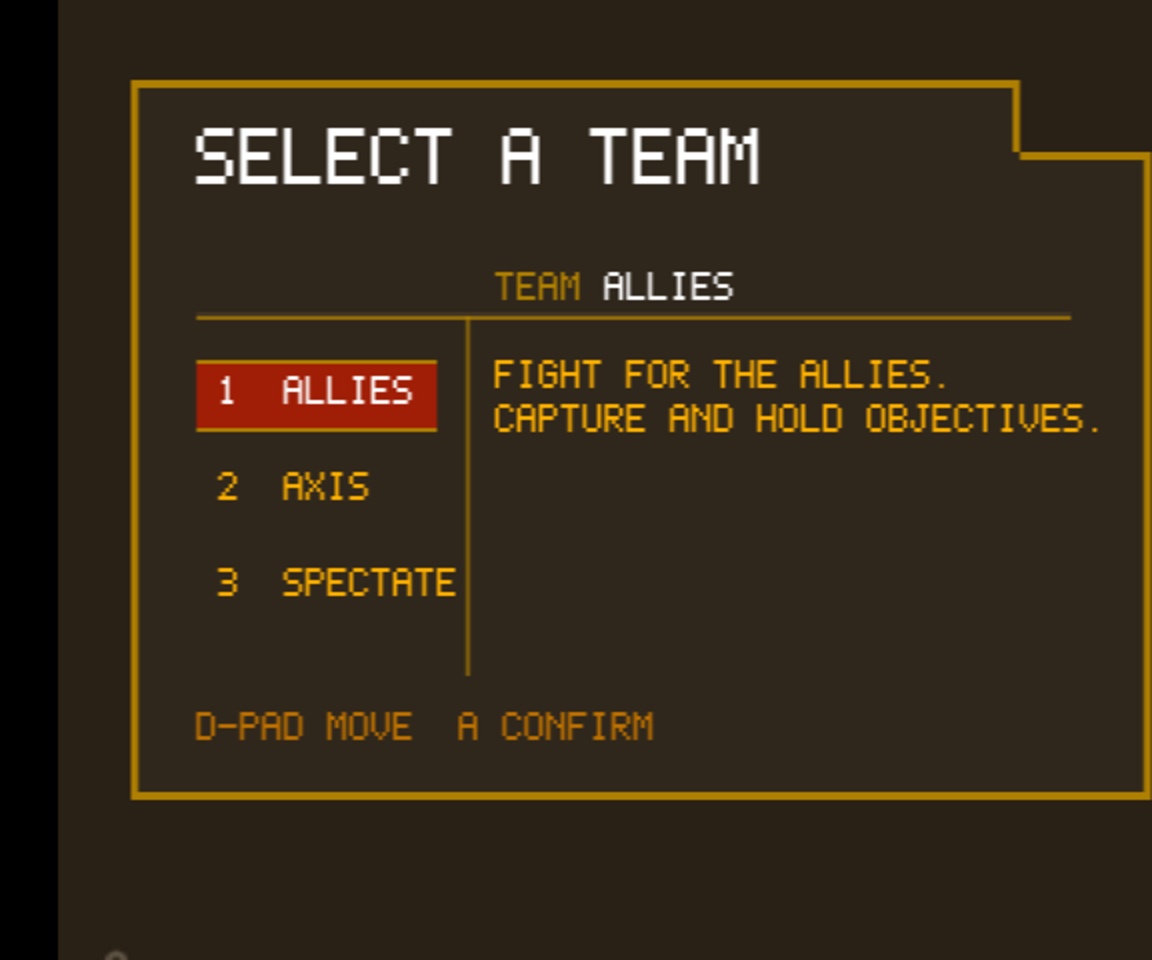 SELECT A TEAM
TEAM ALLIES
1 ALLIES
2 AXIS
3 SPECTATE
FIGHT FOR THE ALLIES.
CAPTURE AND HOLD OBJECTIVES.
D-PAD MOVE A CONFIRM